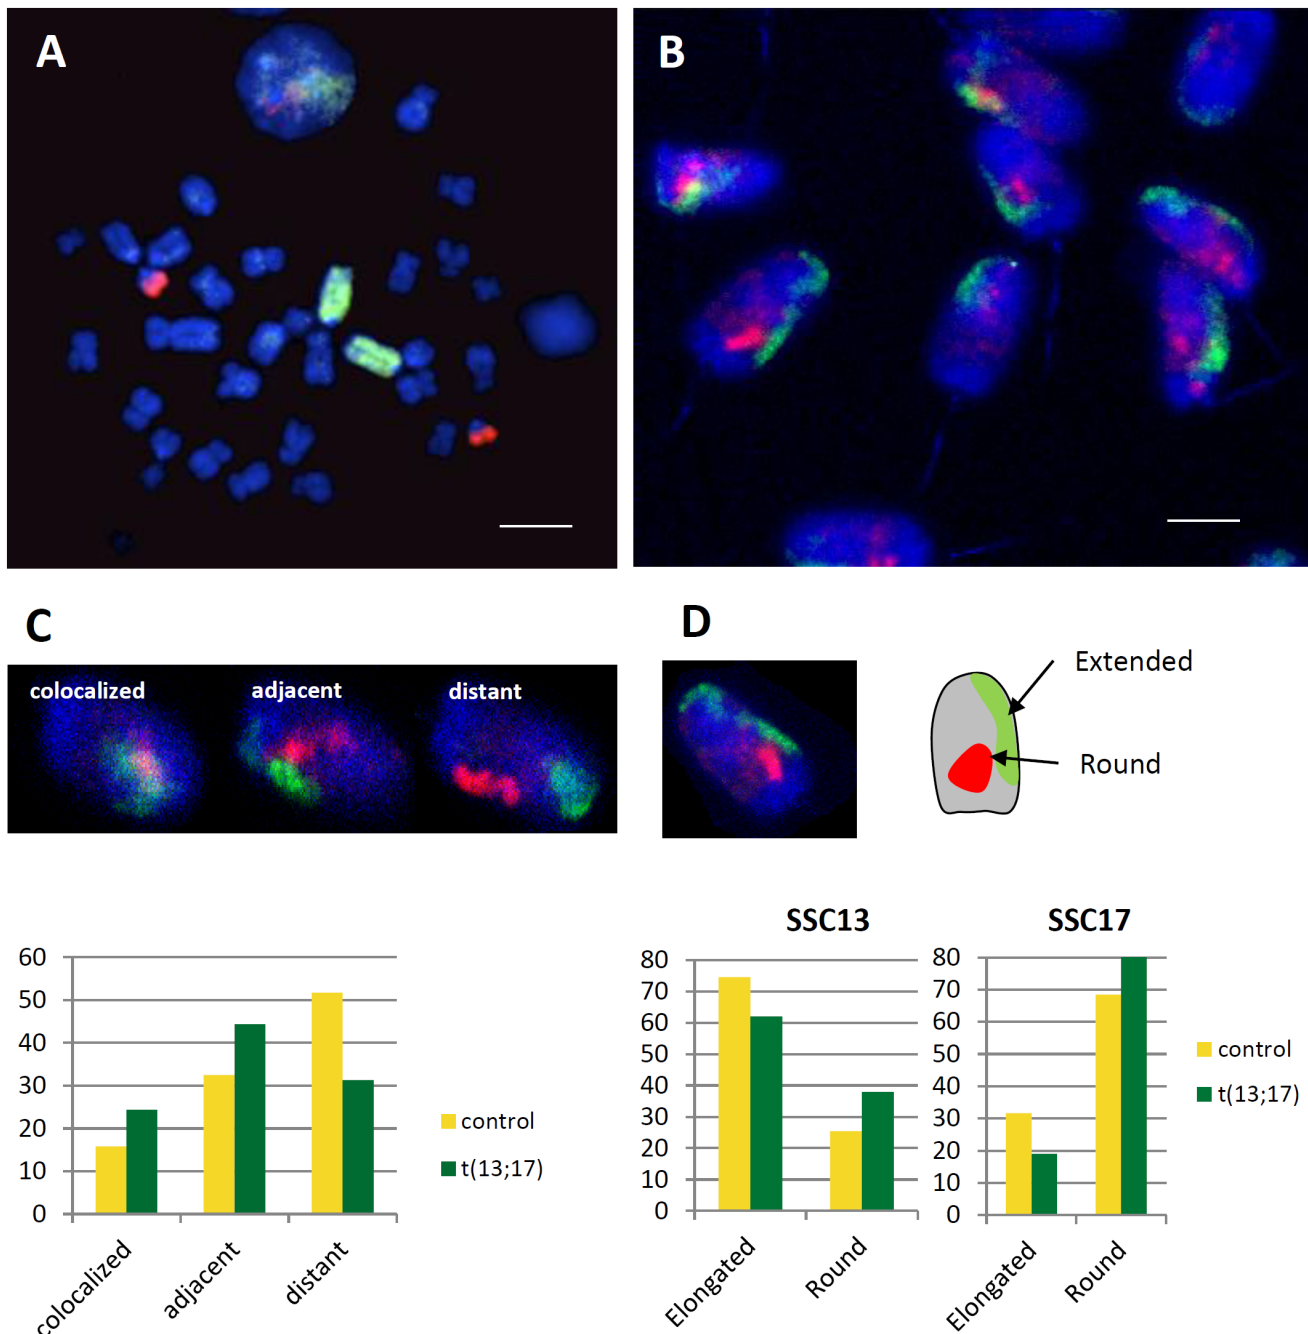 A
B
C
colocalized
adjacent
distant
D
Extended
Round
60
50
40
30
20
10
0
colocalized
adjacent
distant
control
t(13;17)
SSC13
80
70
60
50
40
30
20
10
0
Elongated
Round
SSC17
80
70
60
50
40
30
20
10
0
Elongated
Round
control
t(13;17)